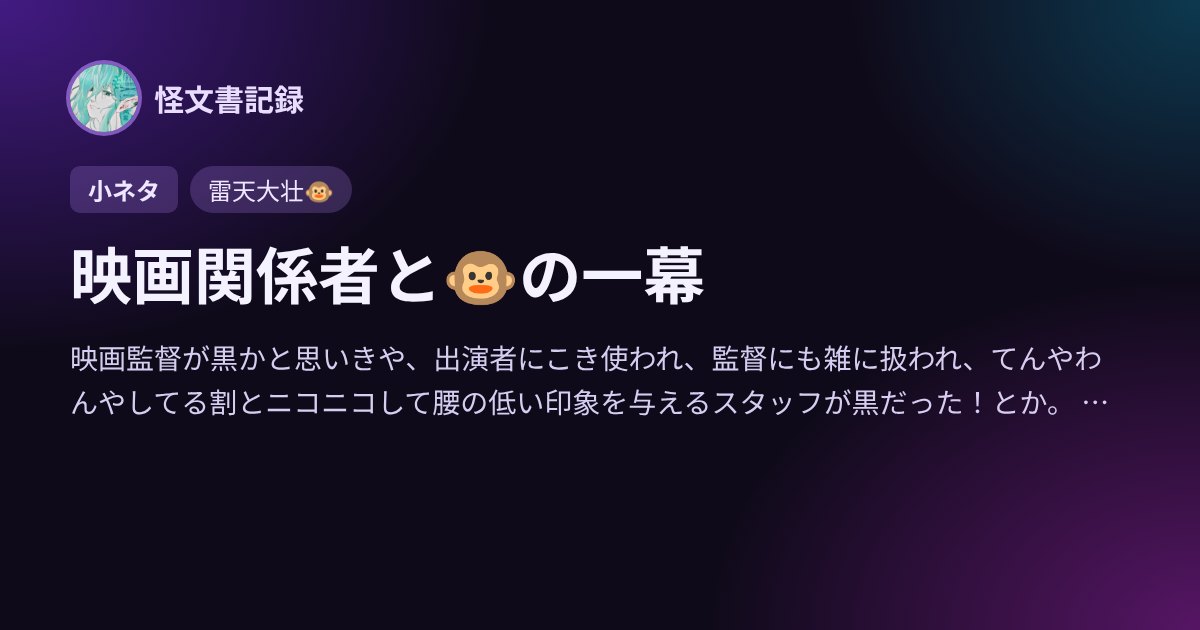 怪文書記録
小ネタ
雷天大壮🐵
映画関係者と🐵の一幕
映画監督が黒かと思いきや、出演者にこき使われ、監督にも雑に扱われ、てんやわ
んやしてる割とニコニコして腰の低い印象を与えるスタッフが黒だった！とか。 …